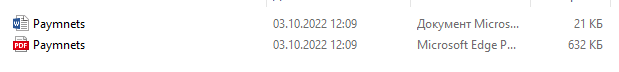 Paymnets 03.10.2022 12:09 Документ Micros... 21 КБ
Paymnets 03.10.2022 12:09 Microsoft Edge P... 632 КБ